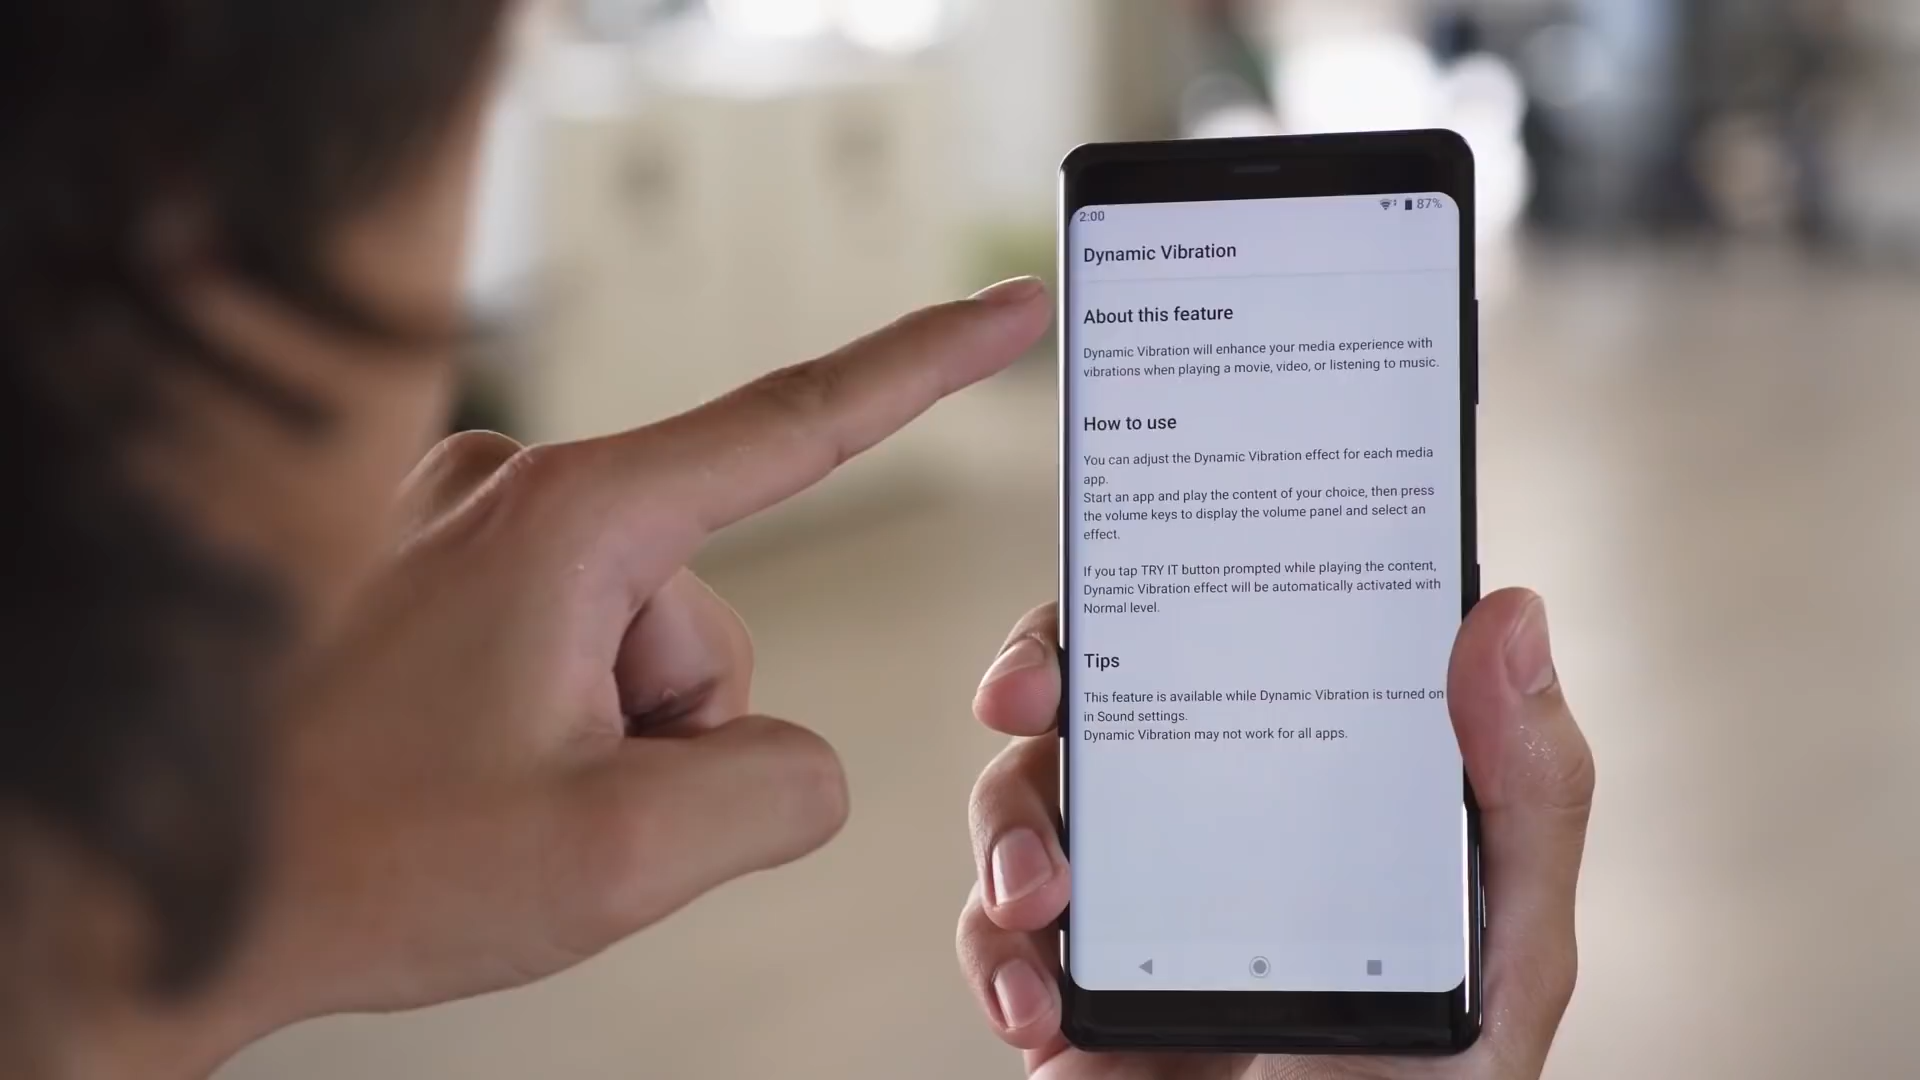 2:00
87%
Dynamic Vibration
About this feature
Dynamic Vibration will enhance your media experience with
vibrations when playing a movie, video, or listening to music.
How to use
You can adjust the Dynamic Vibration effect for each media
app.
Start an app and play the content of your choice, then press
the volume keys to display the volume panel and select an
effect.
If you tap TRY IT button prompted while playing the content,
Dynamic Vibration effect will be automatically activated with
Normal level.
Tips
This feature is available while Dynamic Vibration is turned on
in Sound settings.
Dynamic Vibration may not work for all apps.